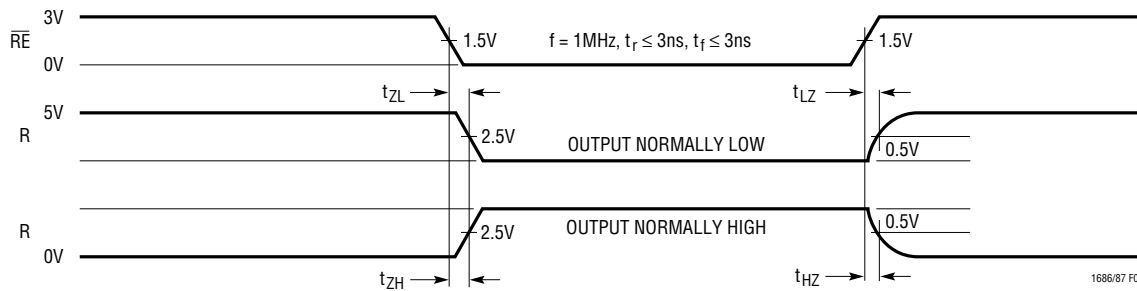 3V
RE
1.5V
f = 1MHz, tr ≤ 3ns, tf ≤ 3ns
1.5V
0V
tZL
tLZ
5V
R
2.5V
OUTPUT NORMALLY LOW
0.5V
R
2.5V
OUTPUT NORMALLY HIGH
0.5V
0V
tZH
tHZ
1686/87 F0